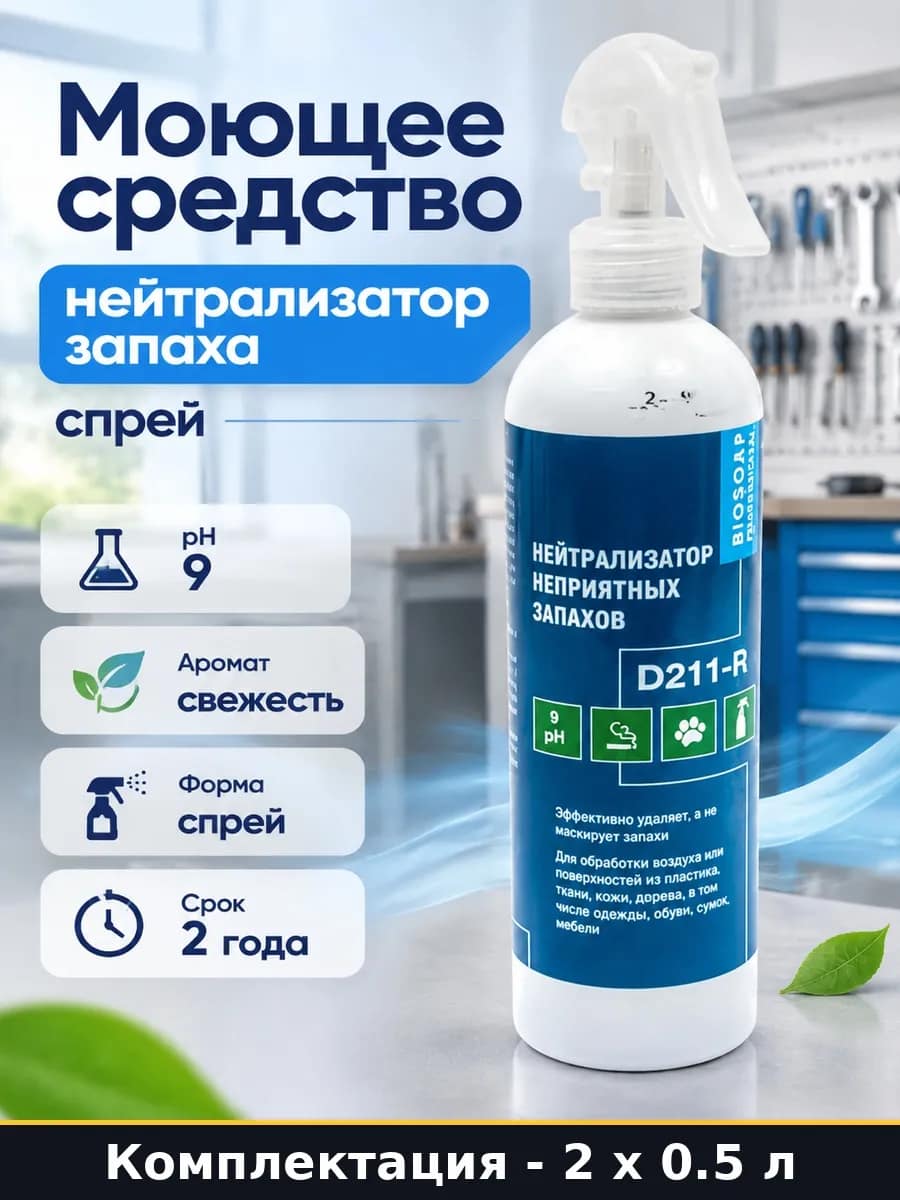 Моющее
средство
нейтрализатор
запаха
спрей
pH
9
Аромат
свежесть
Форма
спрей
Срок
2 года
BIOSOAP
НЕЙТРАЛИЗАТОР
НЕПРИЯТНЫХ
ЗАПАХОВ
D211-R
9
pH
Эффективно удаляет, а не
маскирует запахи
Для обработки воздуха или
поверхностей из пластика,
ткани, кожи, дорева, в том
числе одежды, обуви, сумок,
мебели
Комплектация - 2 x 0.5 л